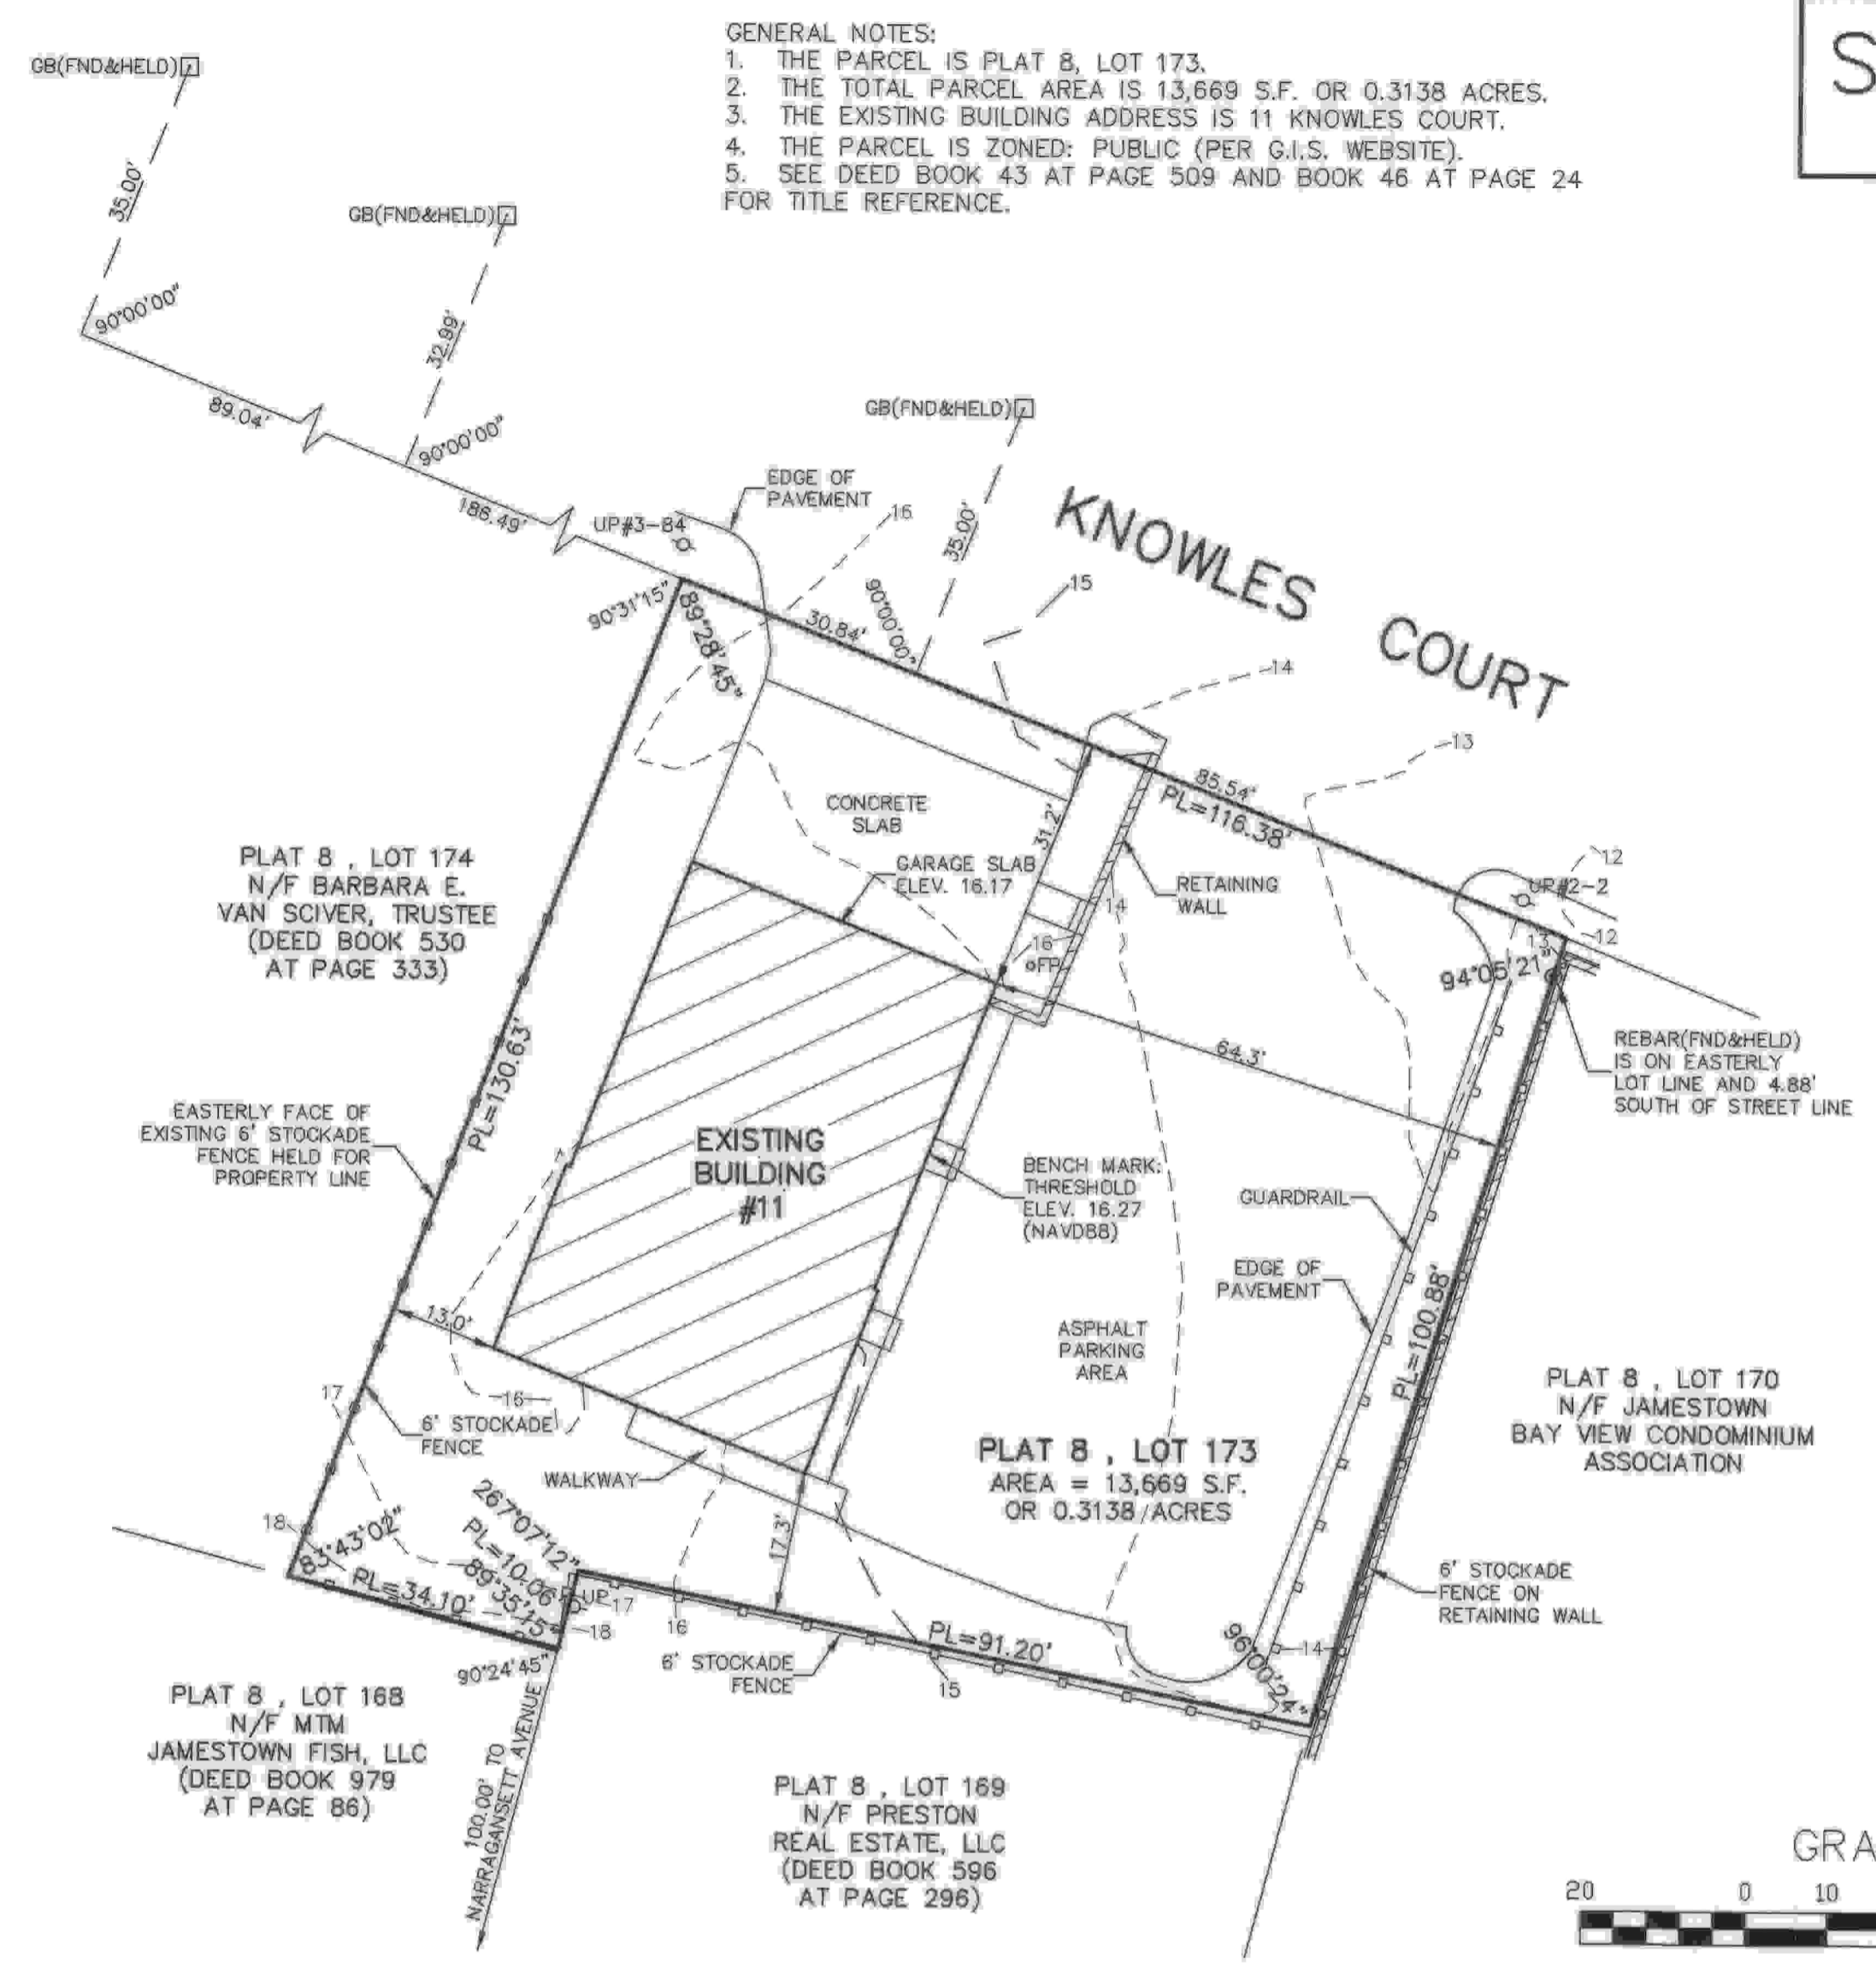 GENERAL NOTES:
1. THE PARCEL IS PLAT 8, LOT 173.
2. THE TOTAL PARCEL AREA IS 13,669 S.F. OR 0.3138 ACRES.
3. THE EXISTING BUILDING ADDRESS IS 11 KNOWLES COURT.
4. THE PARCEL IS ZONED: PUBLIC (PER G.I.S. WEBSITE).
5. SEE DEED BOOK 43 AT PAGE 509 AND BOOK 46 AT PAGE 24
FOR TITLE REFERENCE.
S
GB(FND&HELD)
35.00'
90°00'00"
89.04'
GB(FND&HELD)
32.99'
90°00'00"
186.49'
GB(FND&HELD)
35.00'
90°00'00"
EDGE OF
PAVEMENT
UP#3-84
16
15
14
13
KNOWLES COURT
90°31'15"
89°28'45"
30.84'
85.54'
PL=116.38'
12
UP#2-2
12
13
94°05'21"
CONCRETE
SLAB
31.2'
GARAGE SLAB
ELEV. 16.17
RETAINING
WALL
14
16
FP
64.3'
REBAR(FND&HELD)
IS ON EASTERLY
LOT LINE AND 4.88'
SOUTH OF STREET LINE
PLAT 8 , LOT 174
N/F BARBARA E.
VAN SCIVER, TRUSTEE
(DEED BOOK 530
AT PAGE 333)
PL=130.63'
EASTERLY FACE OF
EXISTING 6' STOCKADE
FENCE HELD FOR
PROPERTY LINE
EXISTING
BUILDING
#11
BENCH MARK:
THRESHOLD
ELEV. 16.27
(NAVD88)
GUARDRAIL
EDGE OF
PAVEMENT
PL=100.88'
13.0'
ASPHALT
PARKING
AREA
17
16
6' STOCKADE
FENCE
WALKWAY
PLAT 8 , LOT 173
AREA = 13,669 S.F.
OR 0.3138 ACRES
PLAT 8 , LOT 170
N/F JAMESTOWN
BAY VIEW CONDOMINIUM
ASSOCIATION
18
83°43'02"
PL=34.10'
267°07'12"
PL=10.06'
89°35'15"
UP
17
18
16
17.3'
PL=91.20'
6' STOCKADE
FENCE
15
96°00'24"
14
6' STOCKADE
FENCE ON
RETAINING WALL
90°24'45"
100.00' TO
NARRAGANSETT AVENUE
PLAT 8 , LOT 168
N/F MTM
JAMESTOWN FISH, LLC
(DEED BOOK 979
AT PAGE 86)
PLAT 8 , LOT 169
N/F PRESTON
REAL ESTATE, LLC
(DEED BOOK 596
AT PAGE 296)
GRA
20 0 10